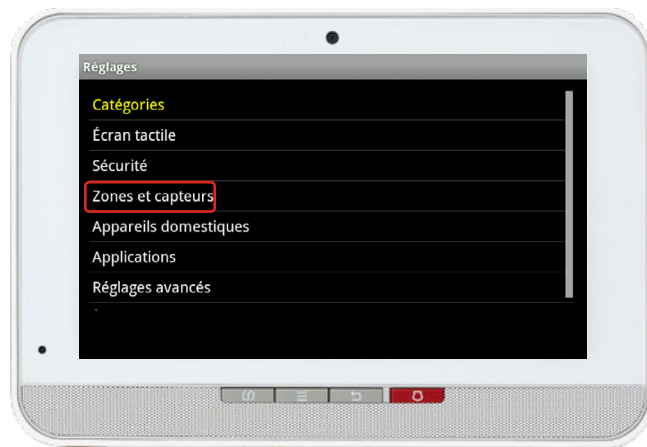 Réglages
Catégories
Écran tactile
Sécurité
Zones et capteurs
Appareils domestiques
Applications
Réglages avancés